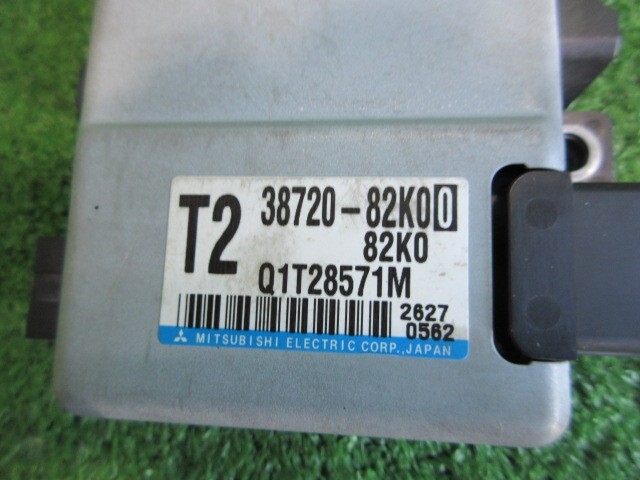 T2 38720-82K00
82K0
Q1T28571M
2627
0562
MITSUBISHI ELECTRIC CORP.,JAPAN